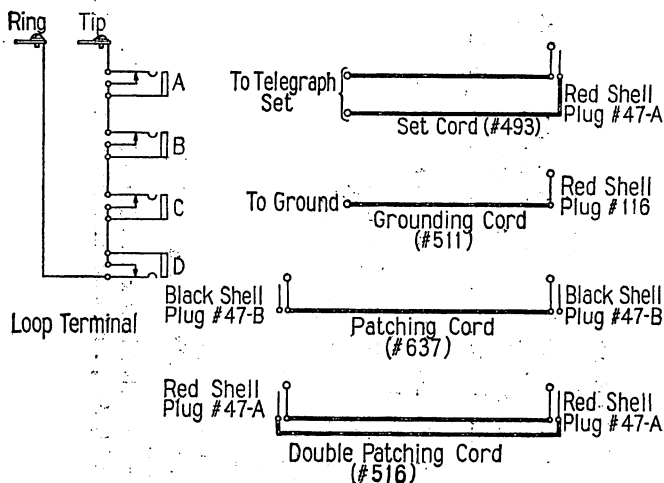 Ring Tip
A
B
C
D
Loop Terminal
To Telegraph
Set
Red Shell
Plug #47-A
Set Cord (#493)
To Ground
Red Shell
Plug #116
Grounding Cord
(#511)
Black Shell
Plug #47-B
Black Shell
Plug #47-B
Patching Cord
(#637)
Red Shell
Plug #47-A
Red Shell
Plug #47-A
Double Patching Cord
(#516)